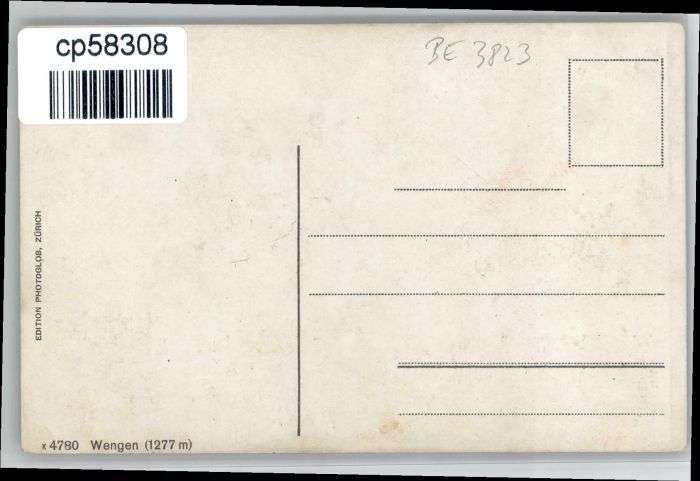 cp58308
BE 3823
EDITION PHOTOGLOB, ZÜRICH
x 4780 Wengen (1277 m)